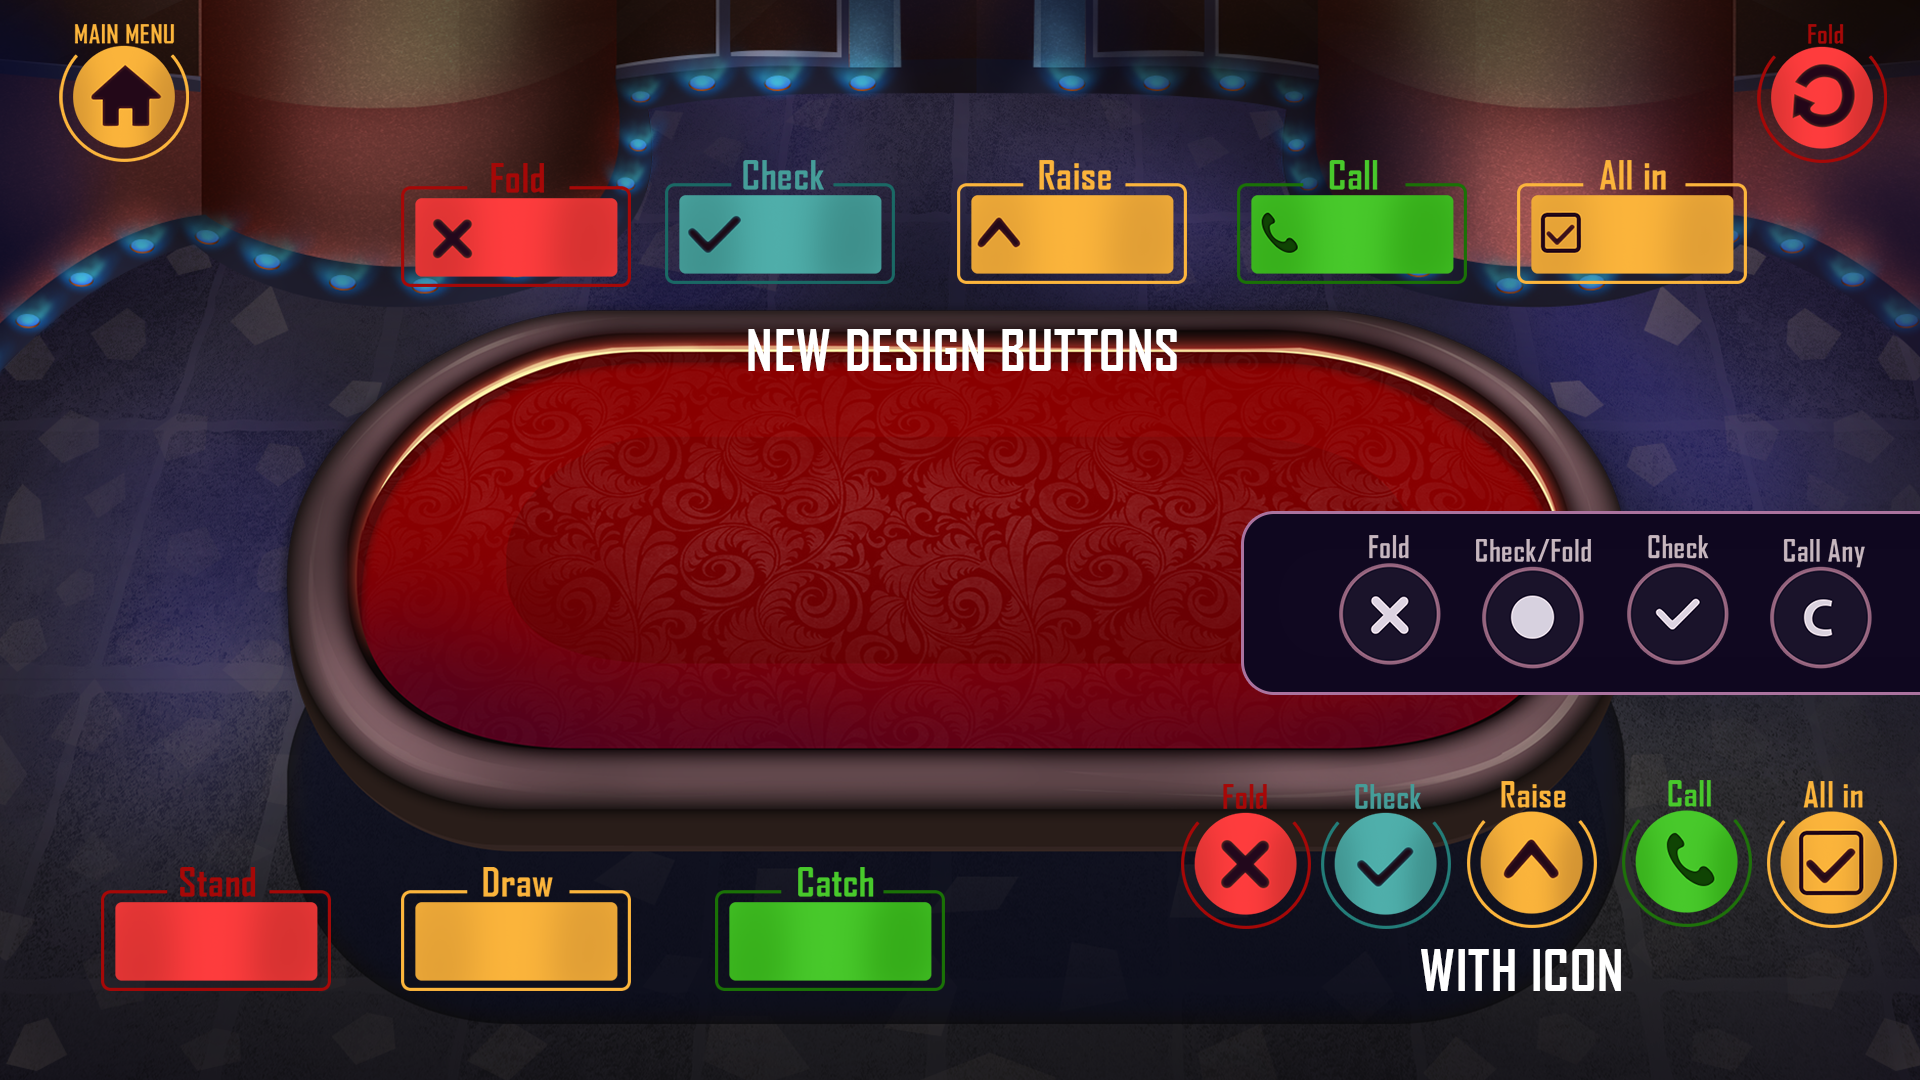 MAIN MENU
Fold
Fold
Check
Raise
Call
All in
NEW DESIGN BUTTONS
Fold
Check/Fold
Check
Call Any
C
Fold
Check
Raise
Call
All in
Stand
Draw
Catch
WITH ICON